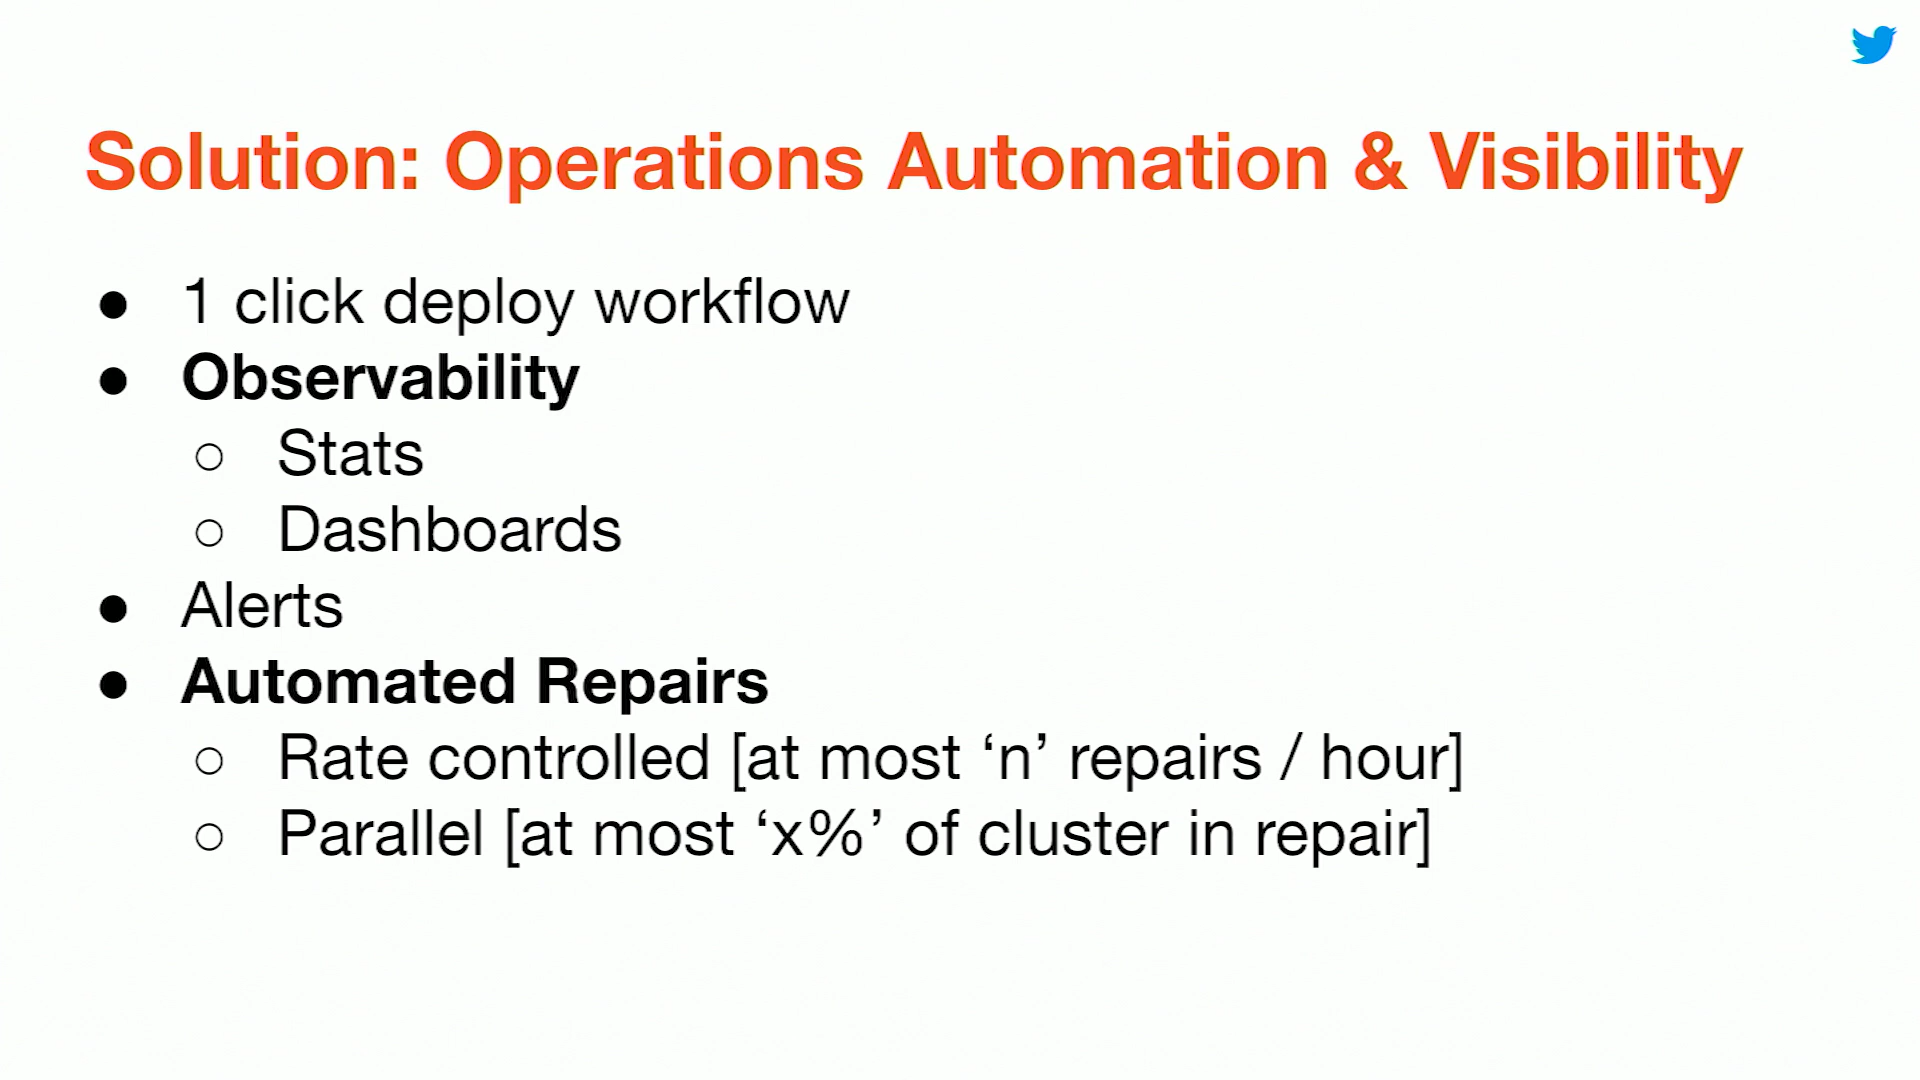 Solution: Operations Automation & Visibility
● 1 click deploy workflow
● Observability
○ Stats
○ Dashboards
● Alerts
● Automated Repairs
○ Rate controlled [at most ‘n’ repairs / hour]
○ Parallel [at most ‘x%’ of cluster in repair]